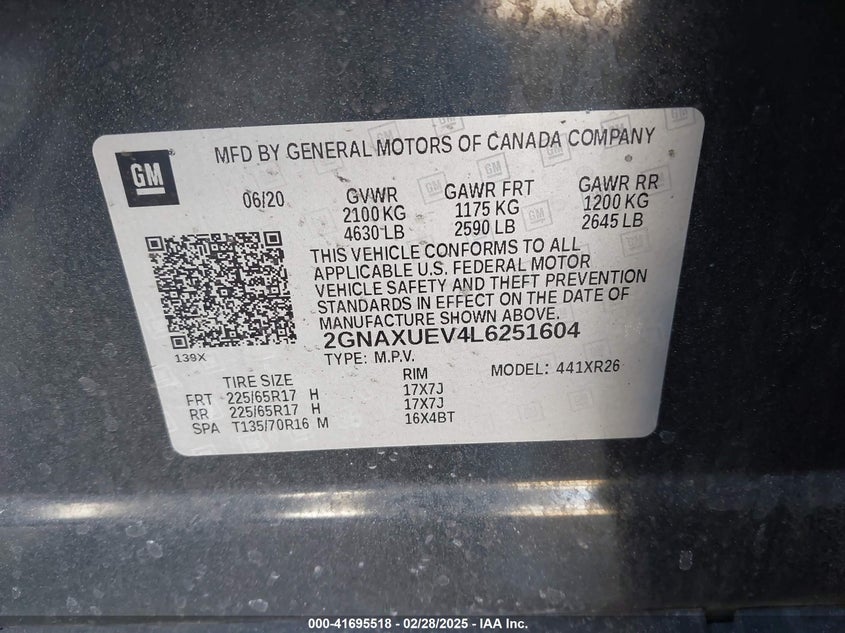 GM
MFD BY GENERAL MOTORS OF CANADA COMPANY
06/20
GVWR
2100 KG
4630 LB
GAWR FRT
1175 KG
2590 LB
GAWR RR
1200 KG
2645 LB
THIS VEHICLE CONFORMS TO ALL
APPLICABLE U.S. FEDERAL MOTOR
VEHICLE SAFETY AND THEFT PREVENTION
STANDARDS IN EFFECT ON THE DATE OF
MANUFACTURE SHOWN ABOVE.
2GNAXUEV4L6251604
139X
TYPE: M.P.V.
MODEL: 441XR26
TIRE SIZE RIM
FRT 225/65R17 H 17X7J
RR 225/65R17 H 17X7J
SPA T135/70R16 M 16X4BT
000-41695518 - 02/28/2025 - IAA Inc.